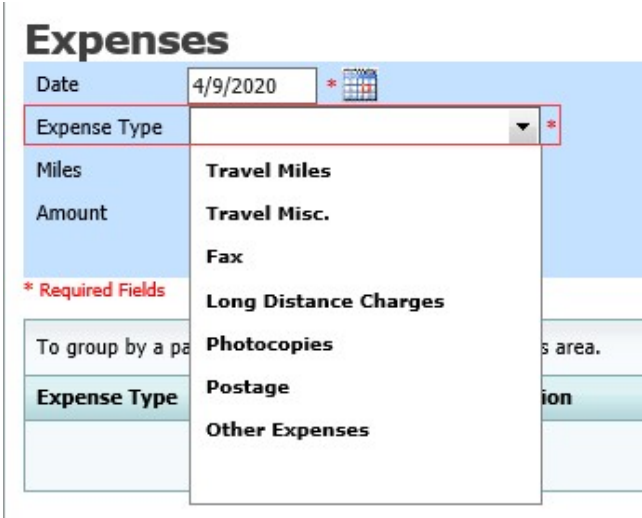 Expenses
Date 4/9/2020 *
Expense Type *
Miles Travel Miles
Amount Travel Misc.
Fax
* Required Fields Long Distance Charges
To group by a pa Photocopies s area.
Expense Type Postage ion
Other Expenses